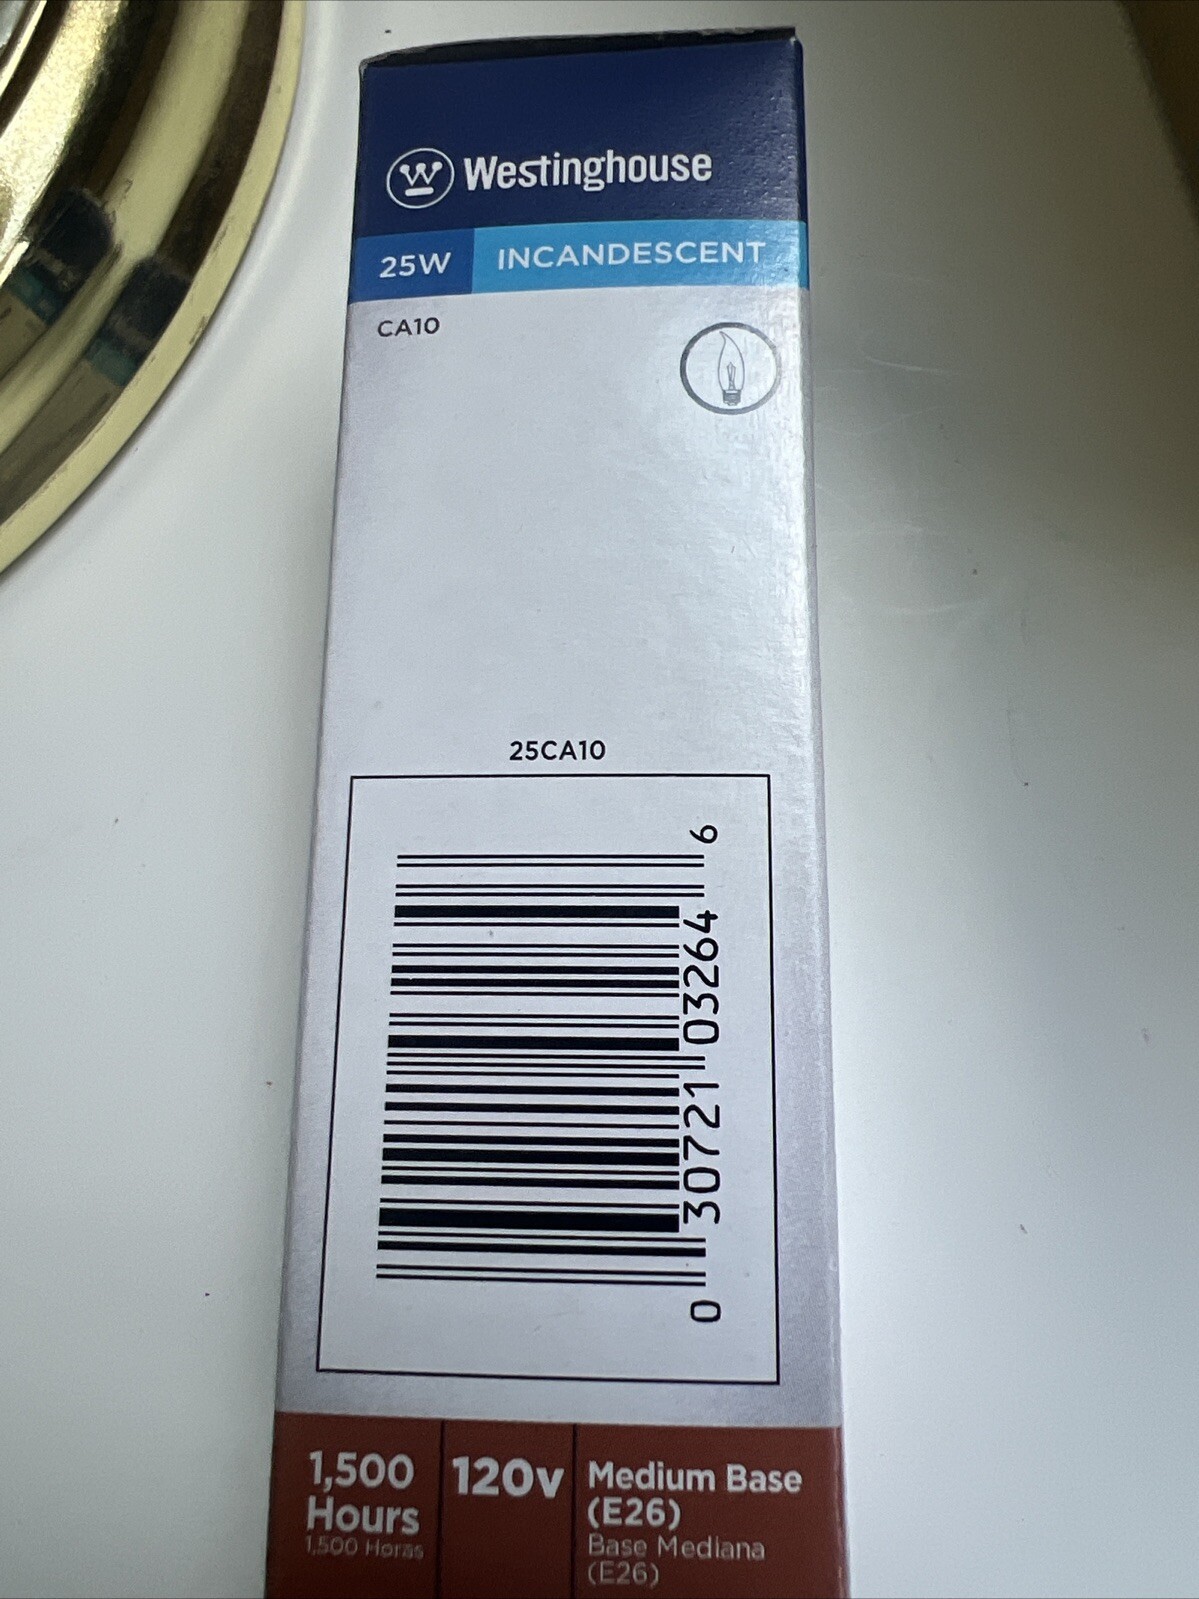 Westinghouse
25W INCANDESCENT
CA10
25CA10
0 30721 03264 6
1,500
Hours
1,500 Horas
120v
Medium Base
(E26)
Base Mediana
(E26)